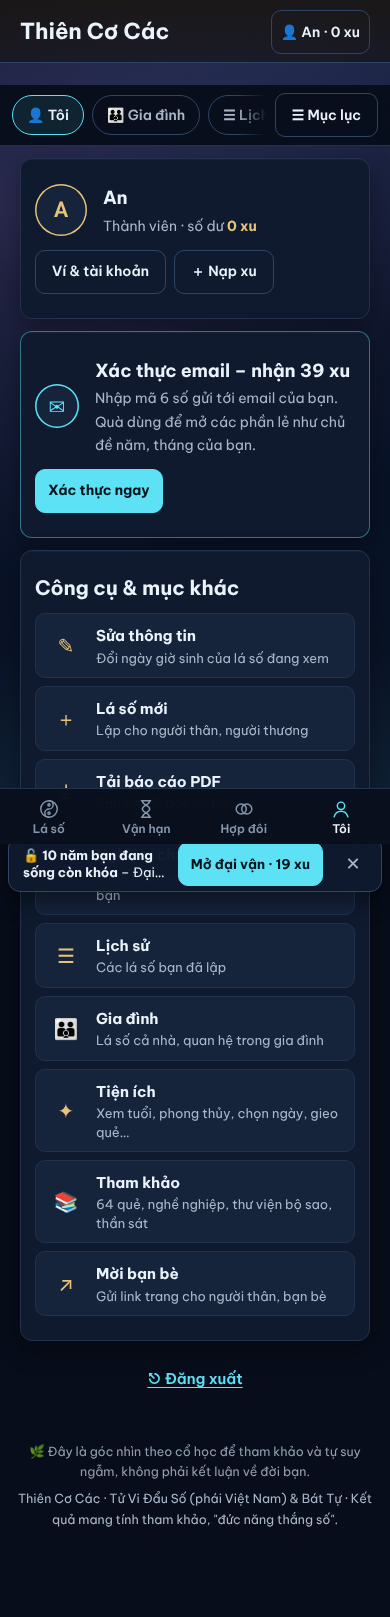 Thiên Cơ Các
👤 An · 0 xu
👤 Tôi
👪 Gia đình
☰ Lịch
☰ Mục lục
A
An
Thành viên · số dư 0 xu
Ví & tài khoản
+ Nạp xu
Xác thực email – nhận 39 xu
Nhập mã 6 số gửi tới email của bạn.
Quà dùng để mở các phần lẻ như chủ
đề năm, tháng của bạn.
Xác thực ngay
Công cụ & mục khác
Sửa thông tin
Đổi ngày giờ sinh của lá số đang xem
Lá số mới
Lập cho người thân, người thương
Tải báo cáo PDF
Lá số
Vận hạn
Hợp đôi
Tôi
🔓 10 năm bạn đang
sống còn khóa – Đại...
Mở đại vận · 19 xu
✕
bạn
Lịch sử
Các lá số bạn đã lập
Gia đình
Lá số cả nhà, quan hệ trong gia đình
Tiện ích
Xem tuổi, phong thủy, chọn ngày, gieo
quẻ...
Tham khảo
64 quẻ, nghề nghiệp, thư viện bộ sao,
thần sát
Mời bạn bè
Gửi link trang cho người thân, bạn bè
⎋ Đăng xuất
🌿 Đây là góc nhìn theo cổ học để tham khảo và tự suy
ngẫm, không phải kết luận về đời bạn.
Thiên Cơ Các · Tử Vi Đẩu Số (phái Việt Nam) & Bát Tự · Kết
quả mang tính tham khảo, "đức năng thắng số".